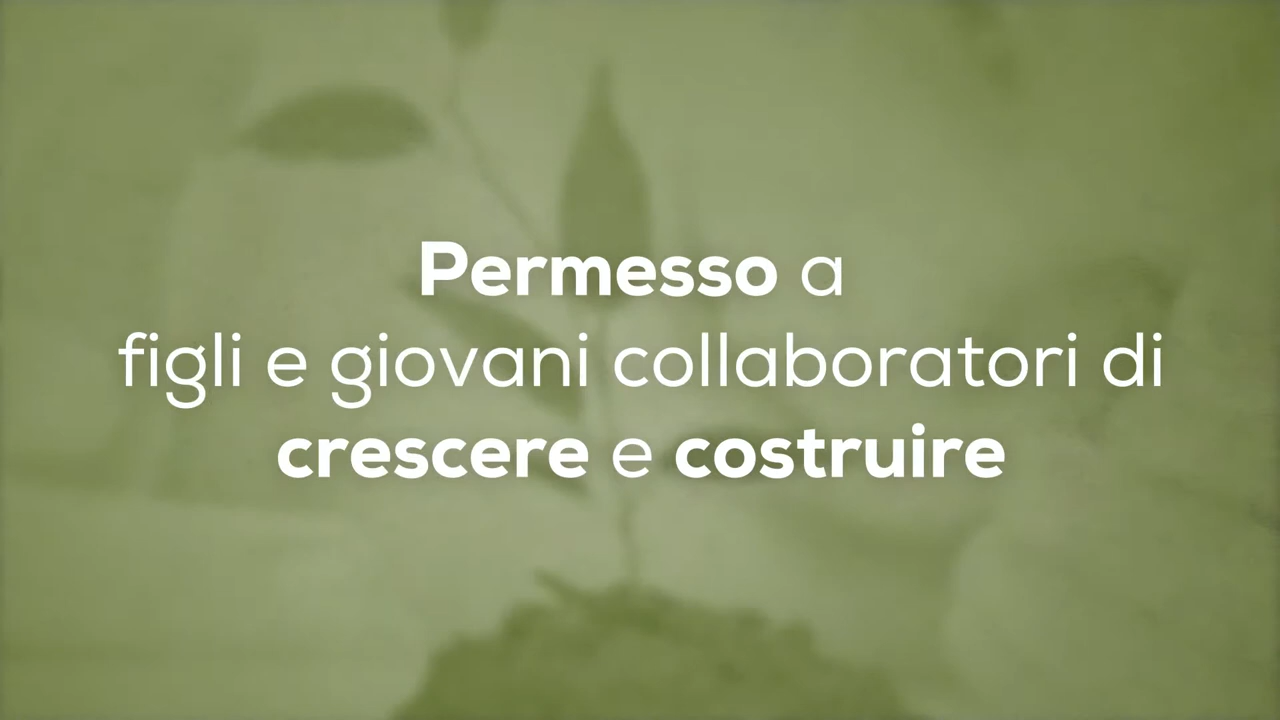 Permesso a
figli e giovani collaboratori di
crescere e costruire